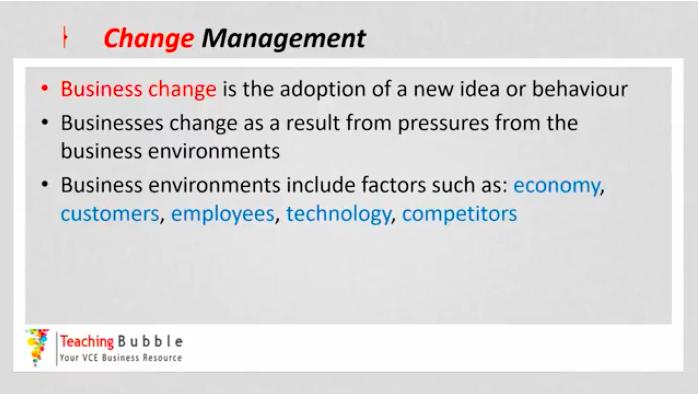 Change Management
• Business change is the adoption of a new idea or behaviour
• Businesses change as a result from pressures from the
business environments
• Business environments include factors such as: economy,
customers, employees, technology, competitors
Teaching Bubble
Your VCE Business Resource